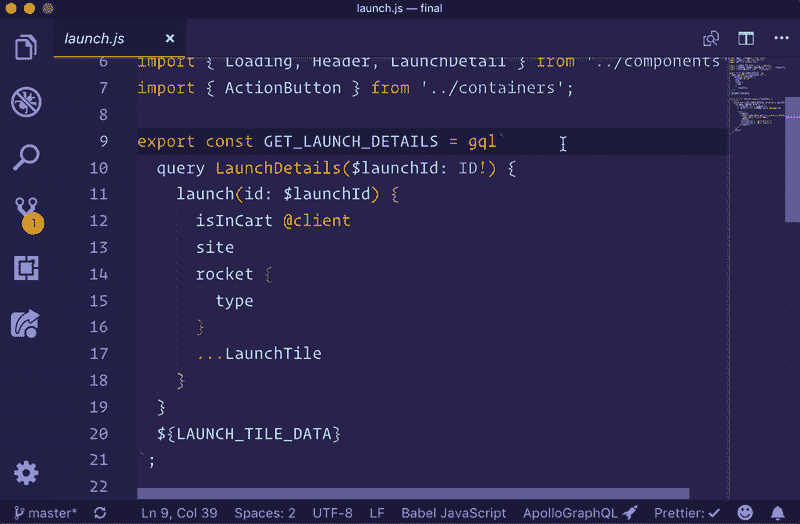 launch.js — final
launch.js ×
6 import { Loading, Header, LaunchDetail } from '../components
7 import { ActionButton } from '../containers';
8
9 export const GET_LAUNCH_DETAILS = gql`
10 query LaunchDetails($launchId: ID!) {
11 launch(id: $launchId) {
12 isInCart @client
13 site
14 rocket {
15 type
16 }
17 ...LaunchTile
18 }
19 }
20 ${LAUNCH_TILE_DATA}
21 `;
22
1
master* Ln 9, Col 39 Spaces: 2 UTF-8 LF Babel JavaScript ApolloGraphQL 🚀 Prettier: ✓